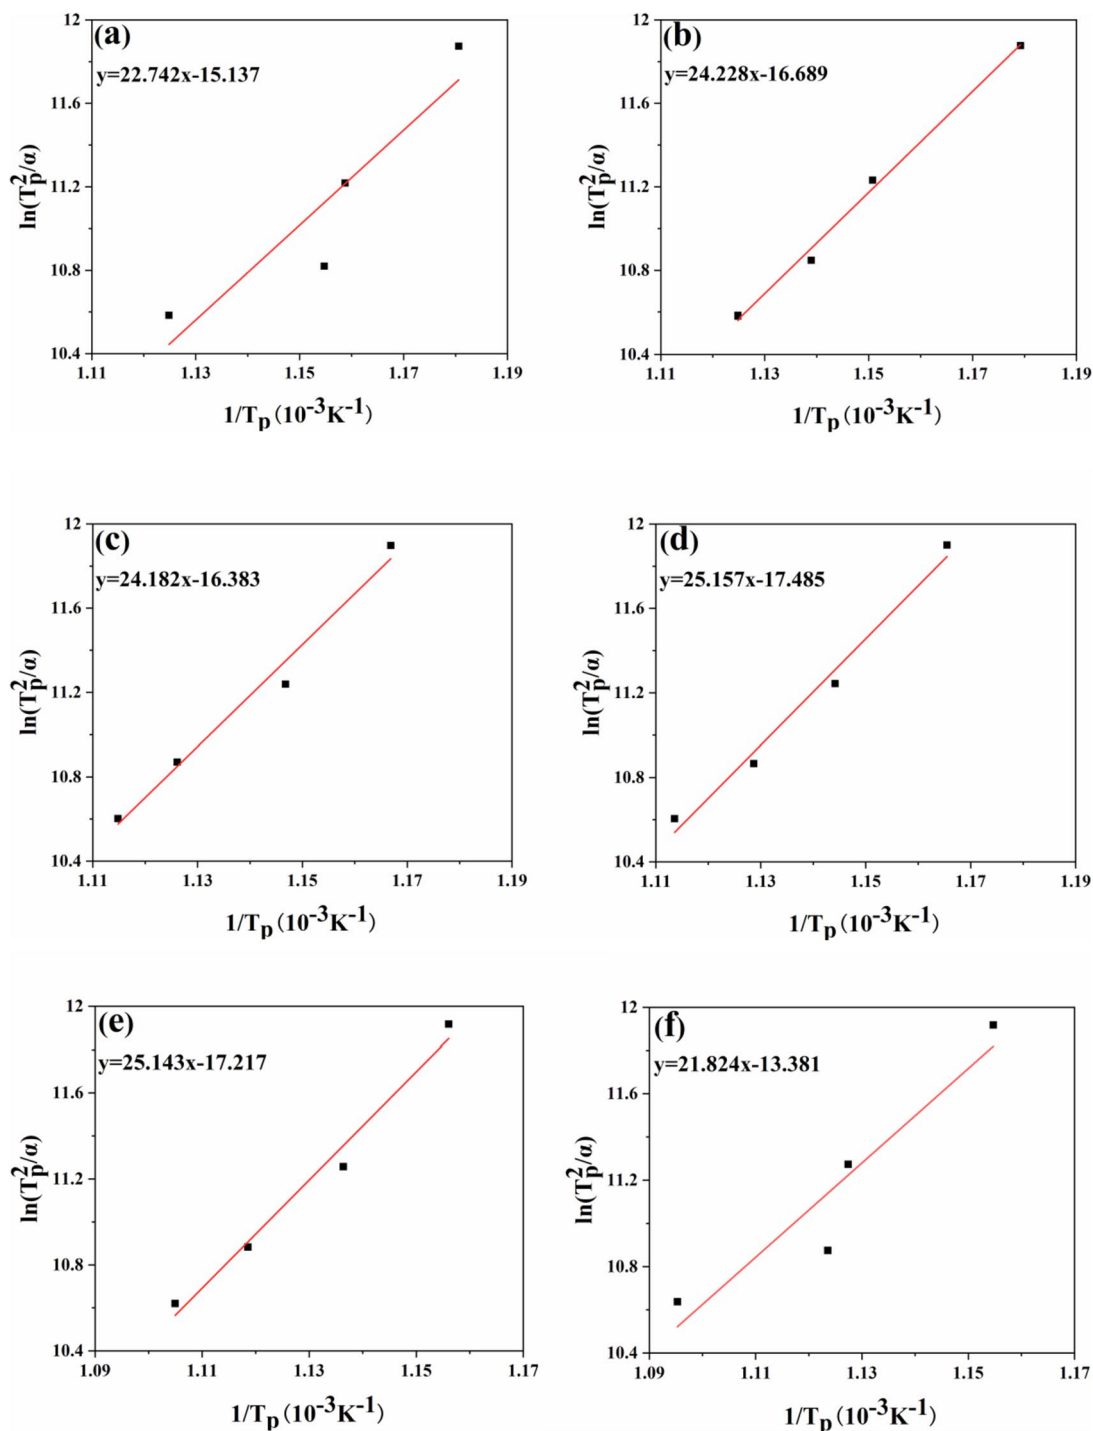 (a)
y=22.742x-15.137
12
11.6
11.2
10.8
10.4
1.11
1.13
1.15
1.17
1.19
ln(Tp²/α)
1/Tp(10⁻³K⁻¹)
(b)
y=24.228x-16.689
12
11.6
11.2
10.8
10.4
1.11
1.13
1.15
1.17
1.19
ln(Tp²/α)
1/Tp(10⁻³K⁻¹)
(c)
y=24.182x-16.383
12
11.6
11.2
10.8
10.4
1.11
1.13
1.15
1.17
1.19
ln(Tp²/α)
1/Tp(10⁻³K⁻¹)
(d)
y=25.157x-17.485
12
11.6
11.2
10.8
10.4
1.11
1.13
1.15
1.17
1.19
ln(Tp²/α)
1/Tp(10⁻³K⁻¹)
(e)
y=25.143x-17.217
12
11.6
11.2
10.8
10.4
1.09
1.11
1.13
1.15
1.17
ln(Tp²/α)
1/Tp(10⁻³K⁻¹)
(f)
y=21.824x-13.381
12
11.6
11.2
10.8
10.4
1.09
1.11
1.13
1.15
1.17
ln(Tp²/α)
1/Tp(10⁻³K⁻¹)